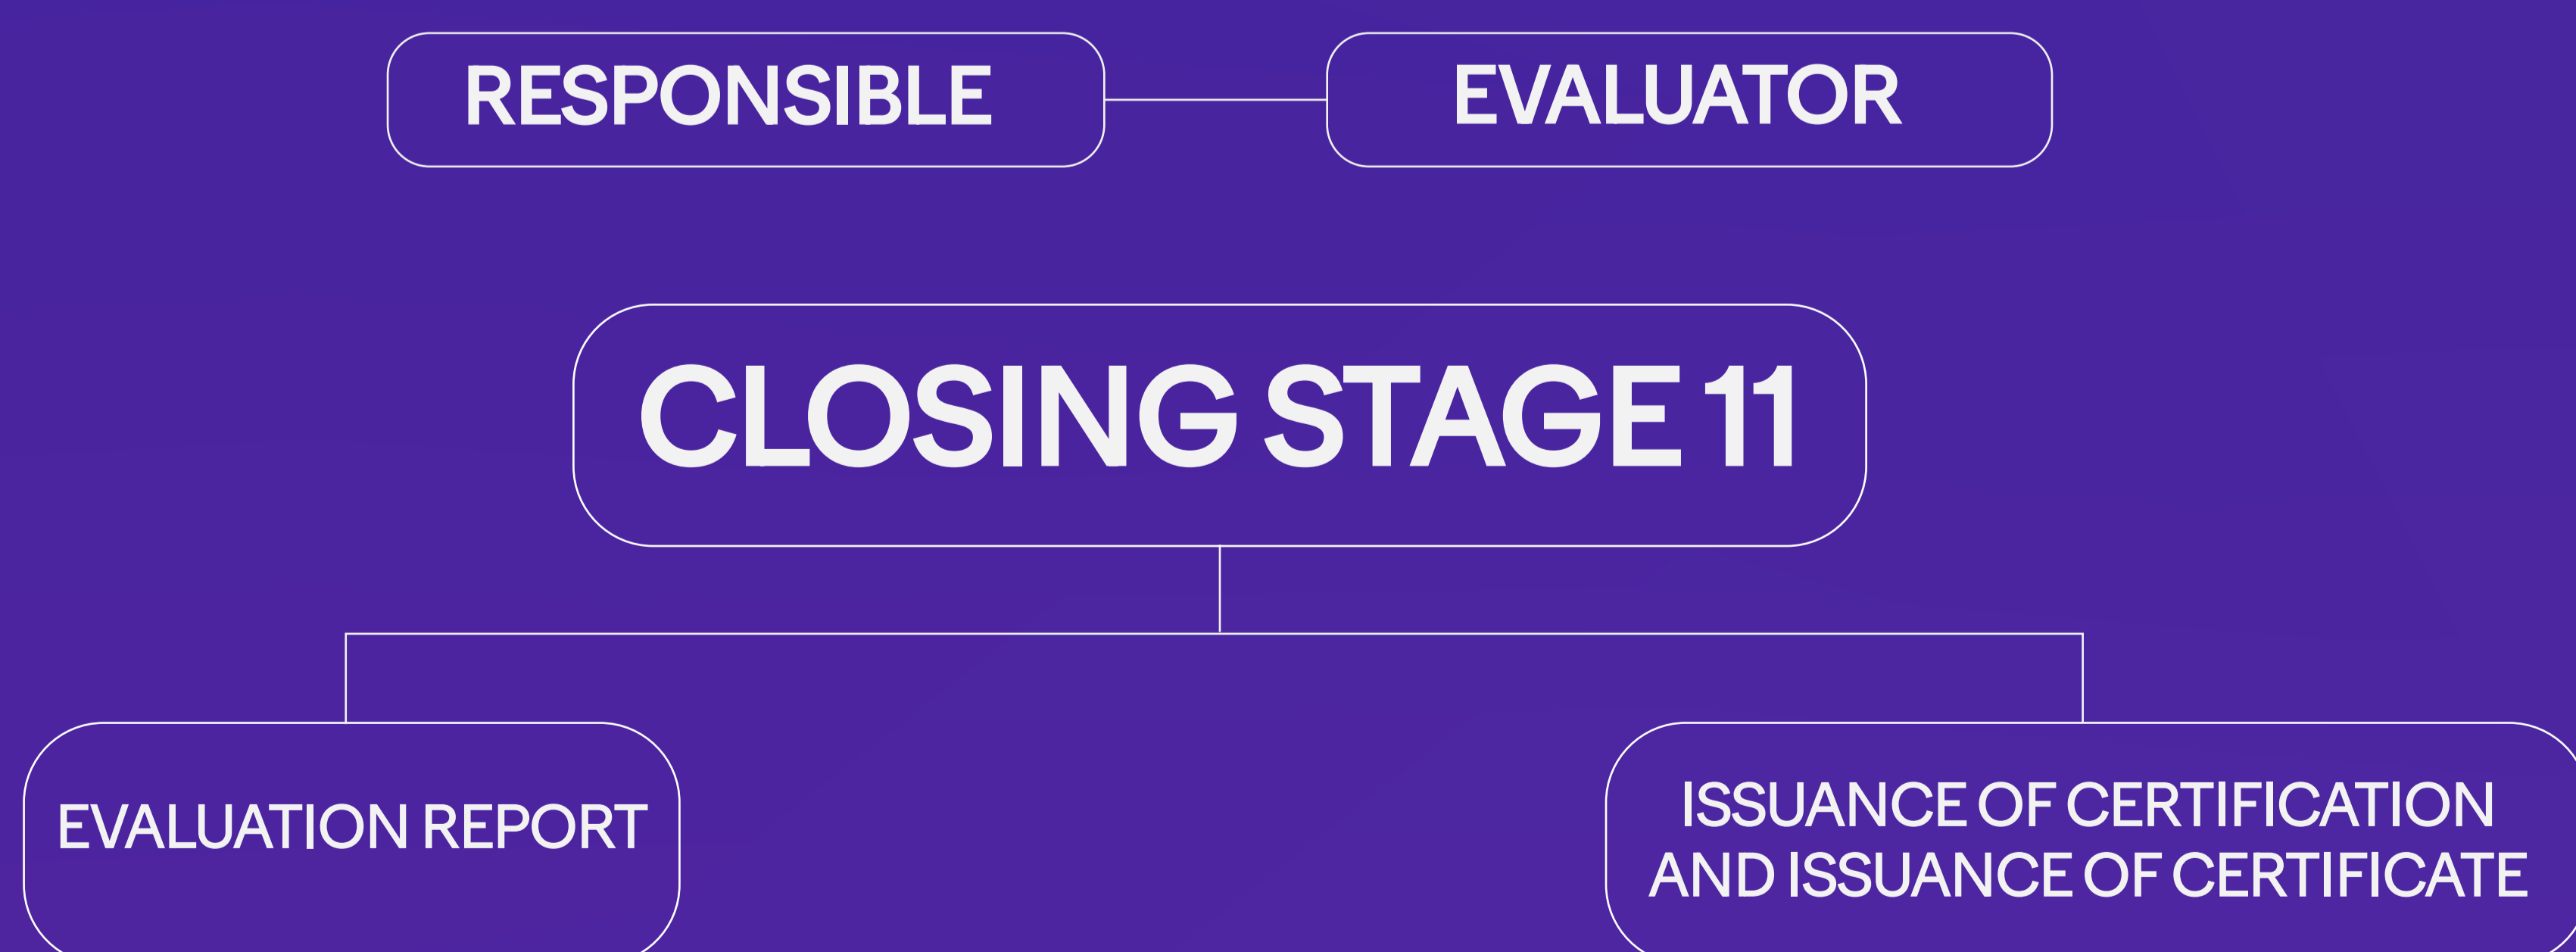 RESPONSIBLE
EVALUATOR
CLOSING STAGE 11
EVALUATION REPORT
ISSUANCE OF CERTIFICATION
AND ISSUANCE OF CERTIFICATE